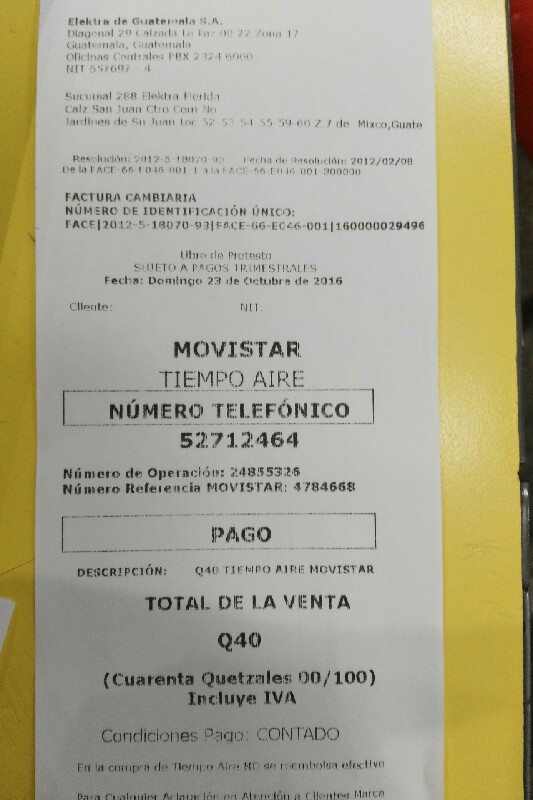 Elektra de Guatemala S.A.
Diagonal 29 Calzada La Paz 00-22 Zona 17
Guatemala, Guatemala
Oficinas Centrales PBX 2324 6000
NIT 657697 - 4
Sucursal 288 Elektra Florida
Calz San Juan Ctro Com No
Jardines de Sn Juan Loc 52-53-54-55-59-60 Z.7 de Mixco,Guate
Resolución: 2012-5-18070-93 Fecha de Resolución: 2012/02/08
De la FACE-66-E046-001-1 a la FACE-66-E046-001-300000
FACTURA CAMBIARIA
NÚMERO DE IDENTIFICACIÓN ÚNICO:
FACE|2012-5-18070-93|FACE-66-EC46-001|160000029496
Libre de Protesto
SUJETO A PAGOS TRIMESTRALES
Fecha: Domingo 23 de Octubre de 2016
Cliente: NIT:
MOVISTAR
TIEMPO AIRE
NÚMERO TELEFÓNICO
52712464
Número de Operación: 24855326
Número Referencia MOVISTAR: 4784668
PAGO
DESCRIPCIÓN: Q40 TIEMPO AIRE MOVISTAR
TOTAL DE LA VENTA
Q40
(Cuarenta Quetzales 00/100)
Incluye IVA
Condiciones Pago: CONTADO
En la compra de Tiempo Aire NO se reembolsa efectivo
Para Cualquier Aclaración en Atención a Clientes Marca